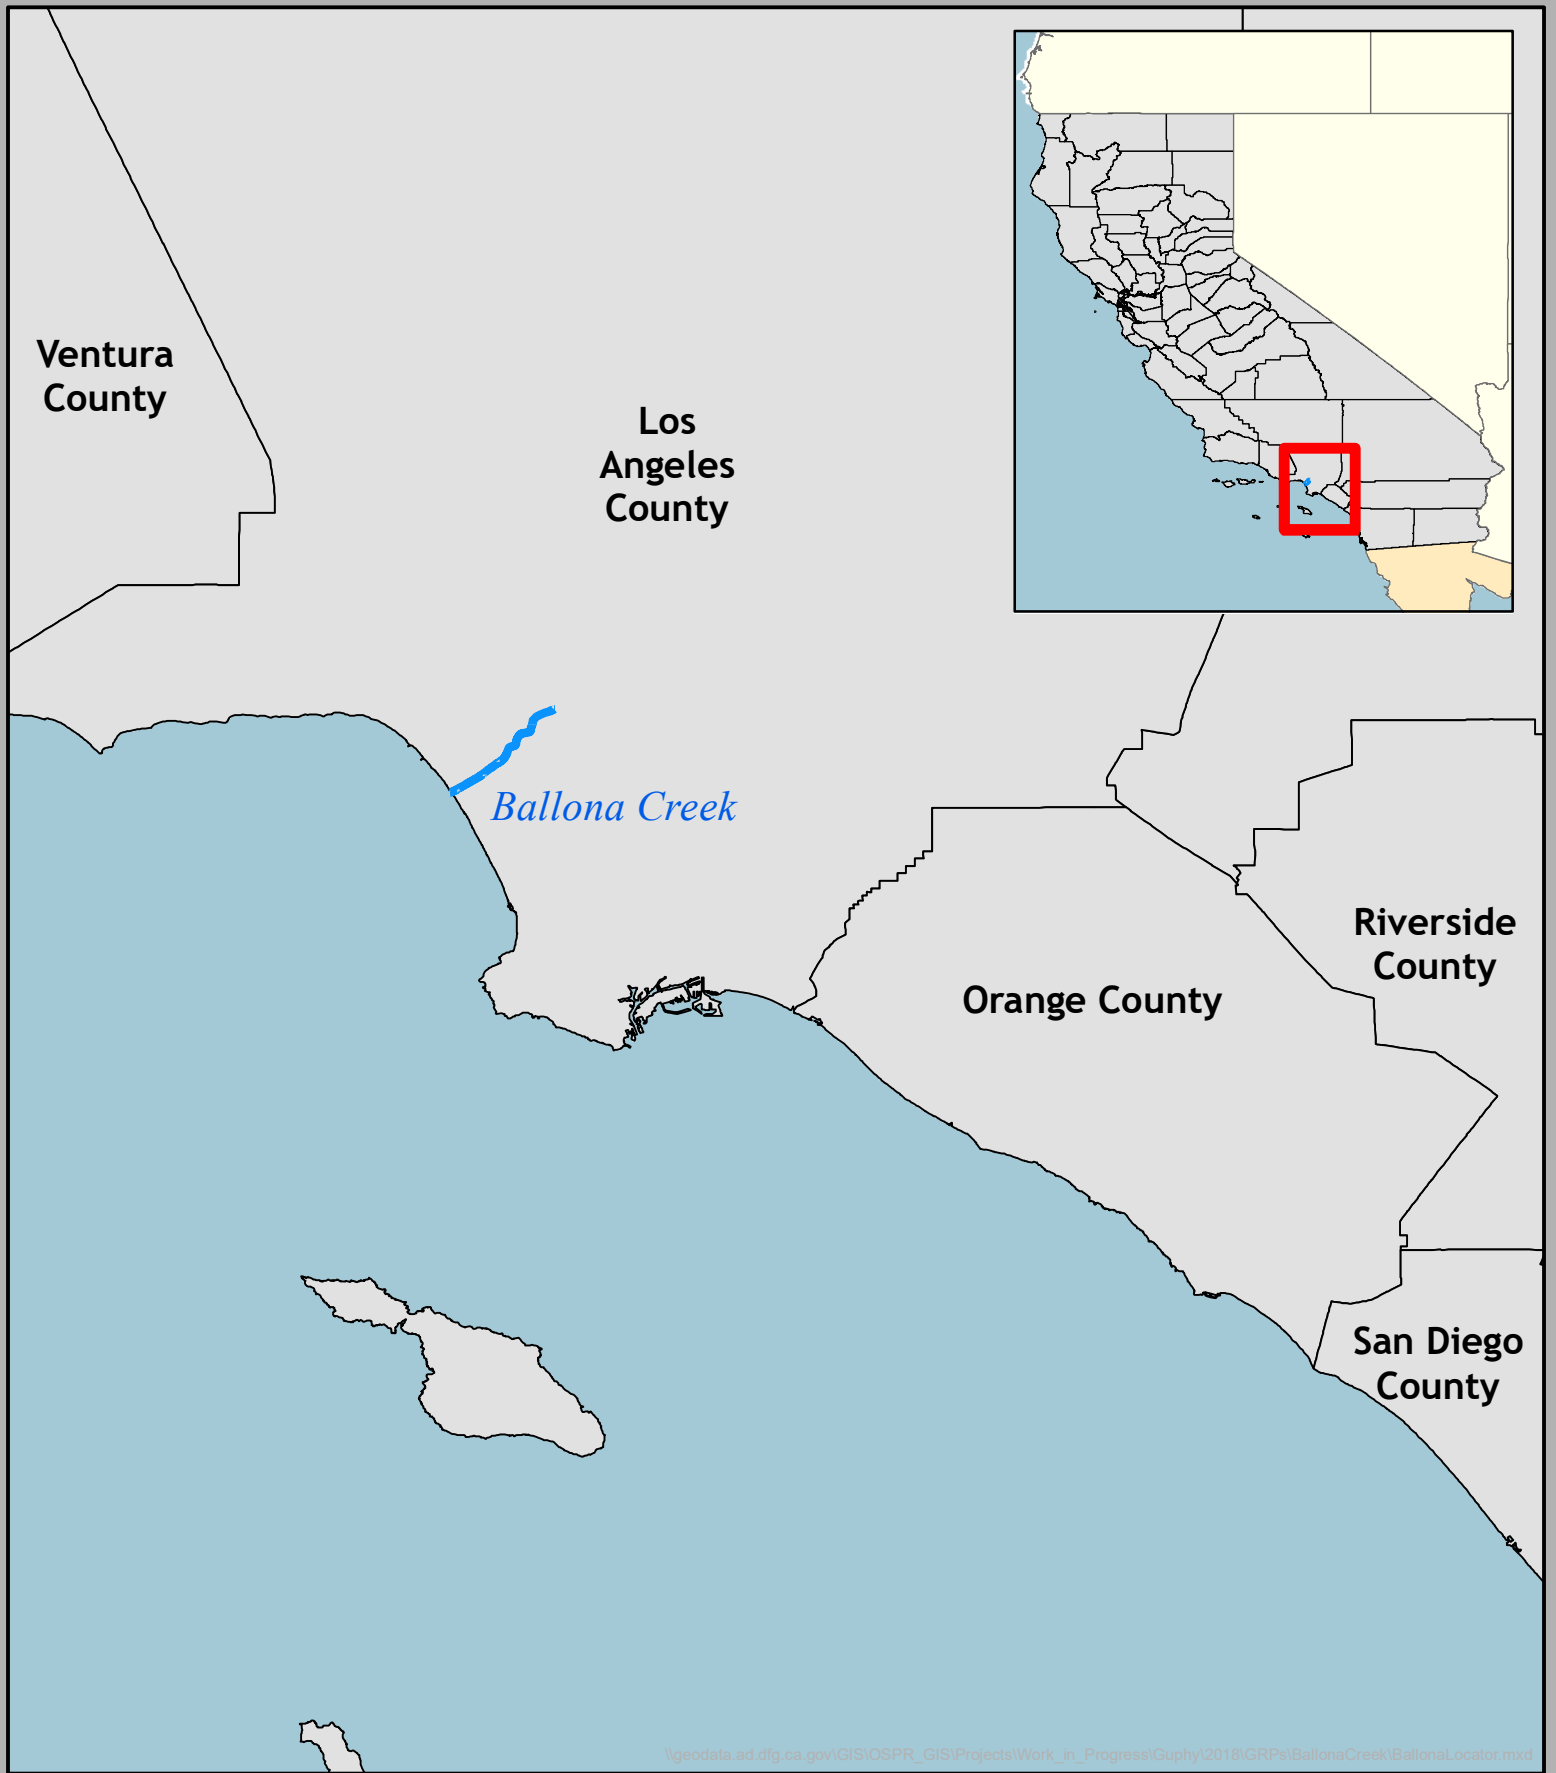 Ventura
County
Los
Angeles
County
Ballona Creek
Riverside
County
Orange County
San Diego
County
\\geodata.ad.dfg.ca.gov\GIS\OSPR_GIS\Projects\Work_in_Progress\Guphy\2018\GRPs\BallonaCreek\BallonaLocator.mxd